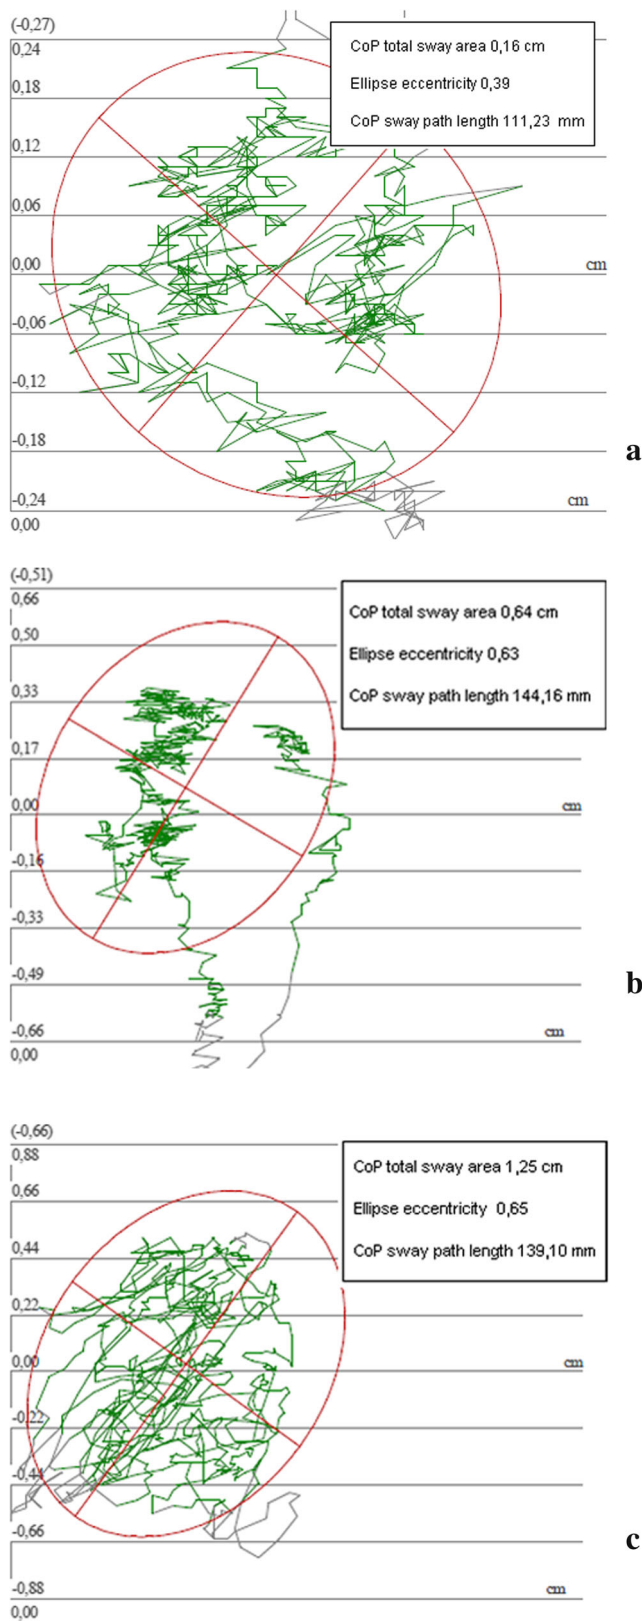 (-0,27)
0,24
CoP total sway area 0,16 cm
0,18
Ellipse eccentricity 0,39
CoP sway path length 111,23 mm
0,12
0,06
0,00
cm
-0,06
-0,12
-0,18
a
-0,24
cm
0,00
(-0,51)
0,66
CoP total sway area 0,64 cm
0,50
Ellipse eccentricity 0,63
0,33
CoP sway path length 144,16 mm
0,17
0,00
cm
-0,16
-0,33
-0,49
b
-0,66
cm
0,00
(-0,66)
0,88
CoP total sway area 1,25 cm
0,66
Ellipse eccentricity 0,65
0,44
CoP sway path length 139,10 mm
0,22
0,00
cm
-0,22
-0,44
-0,66
c
-0,88
cm
0,00